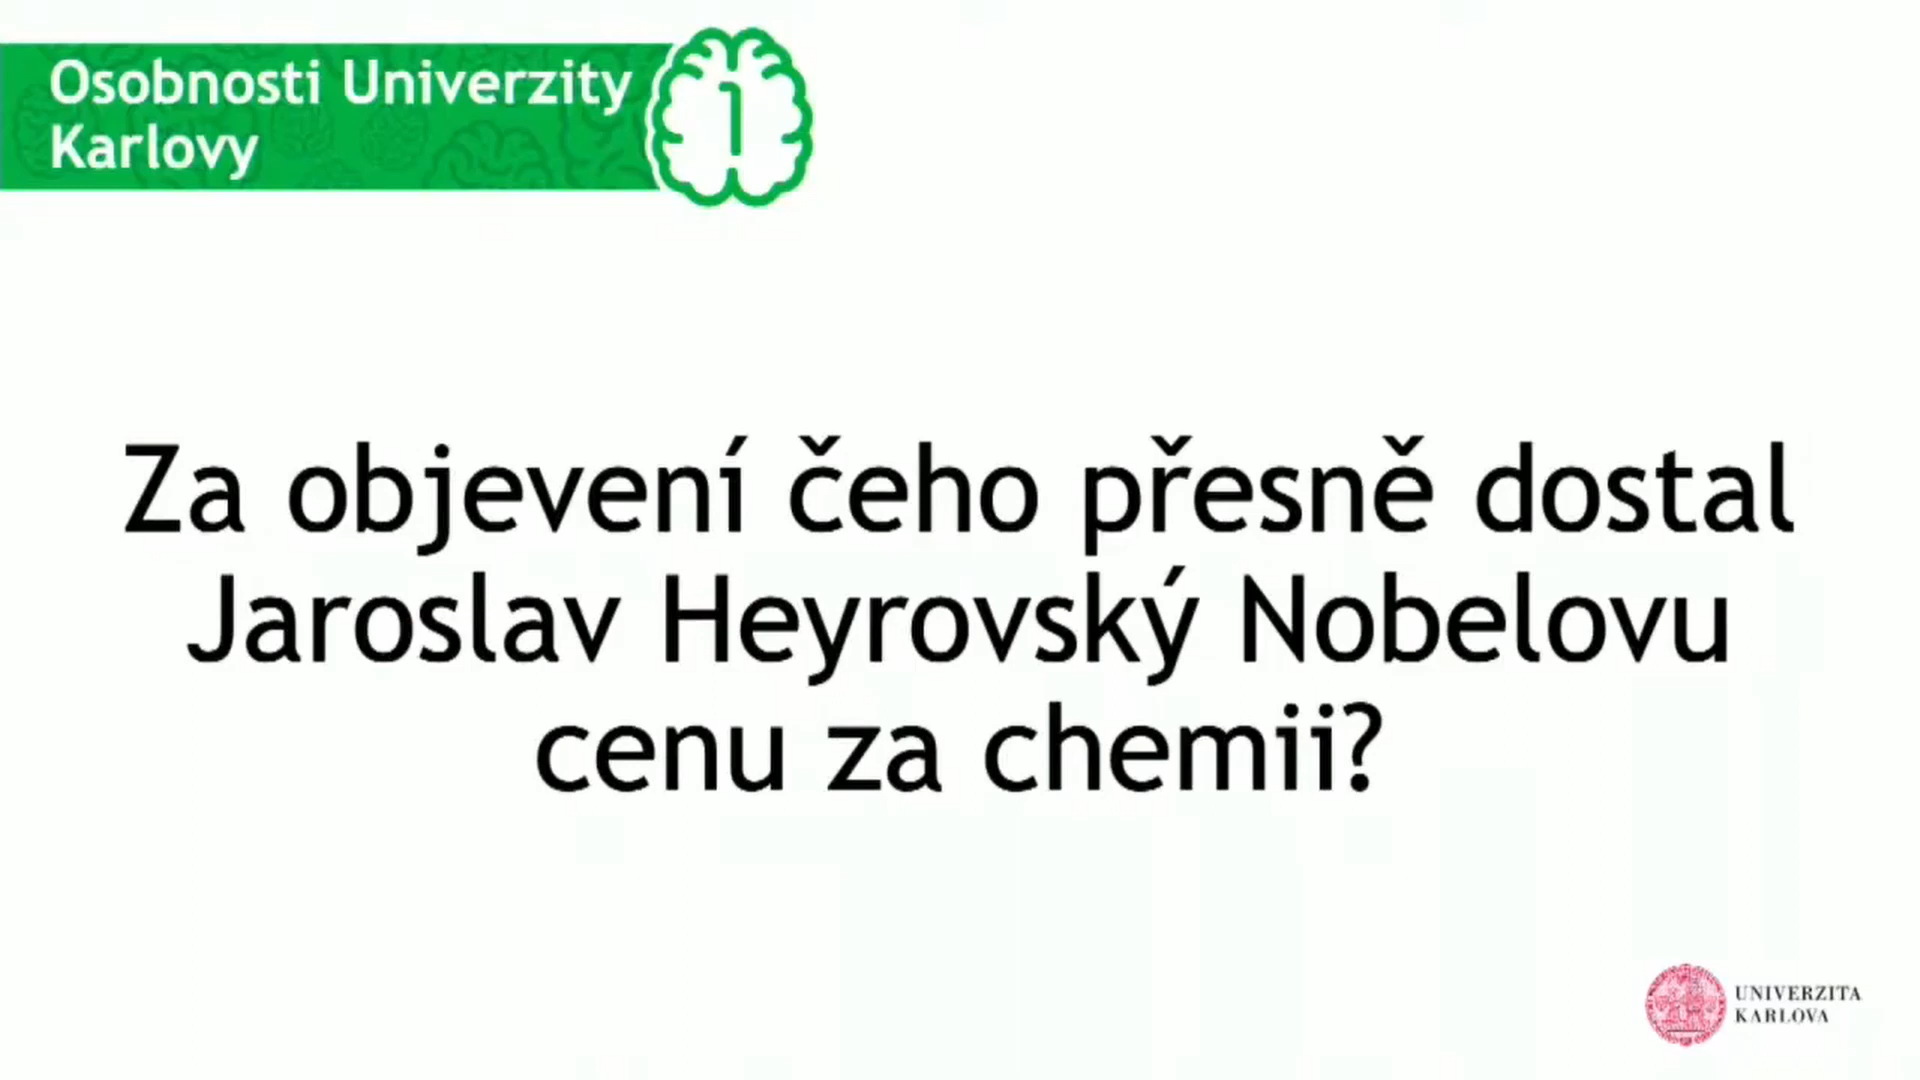 Osobnosti Univerzity
Karlovy
1
Za objevení čeho přesně dostal
Jaroslav Heyrovský Nobelovu
cenu za chemii?
UNIVERZITA
KARLOVA